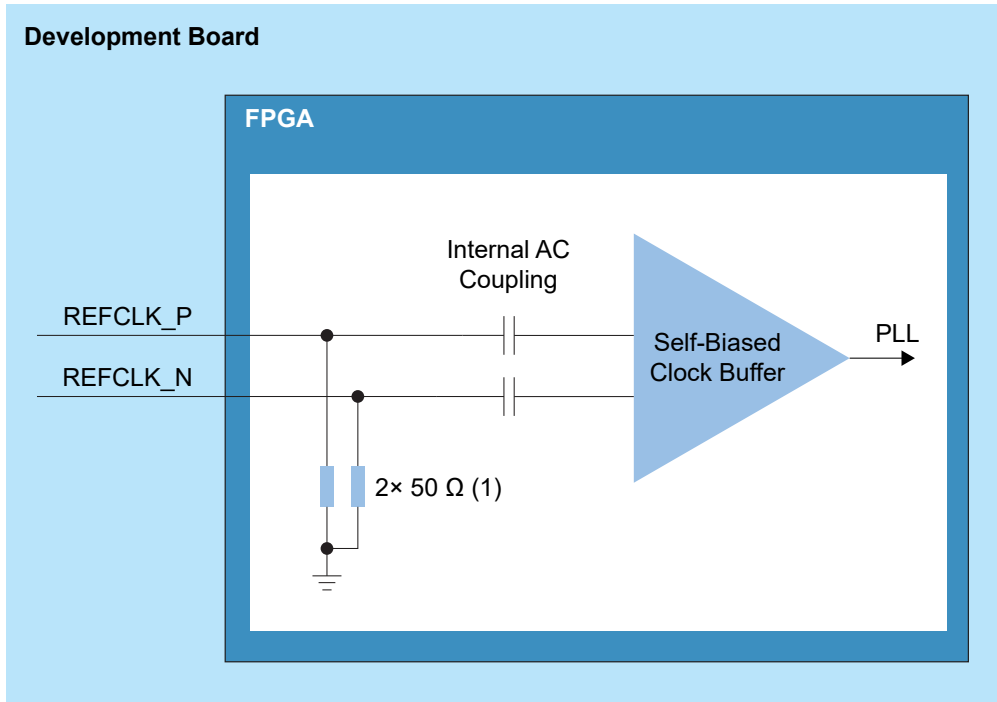 Development Board
FPGA
Internal AC
Coupling
REFCLK_P
REFCLK_N
Self-Biased
Clock Buffer
PLL
2× 50 Ω (1)